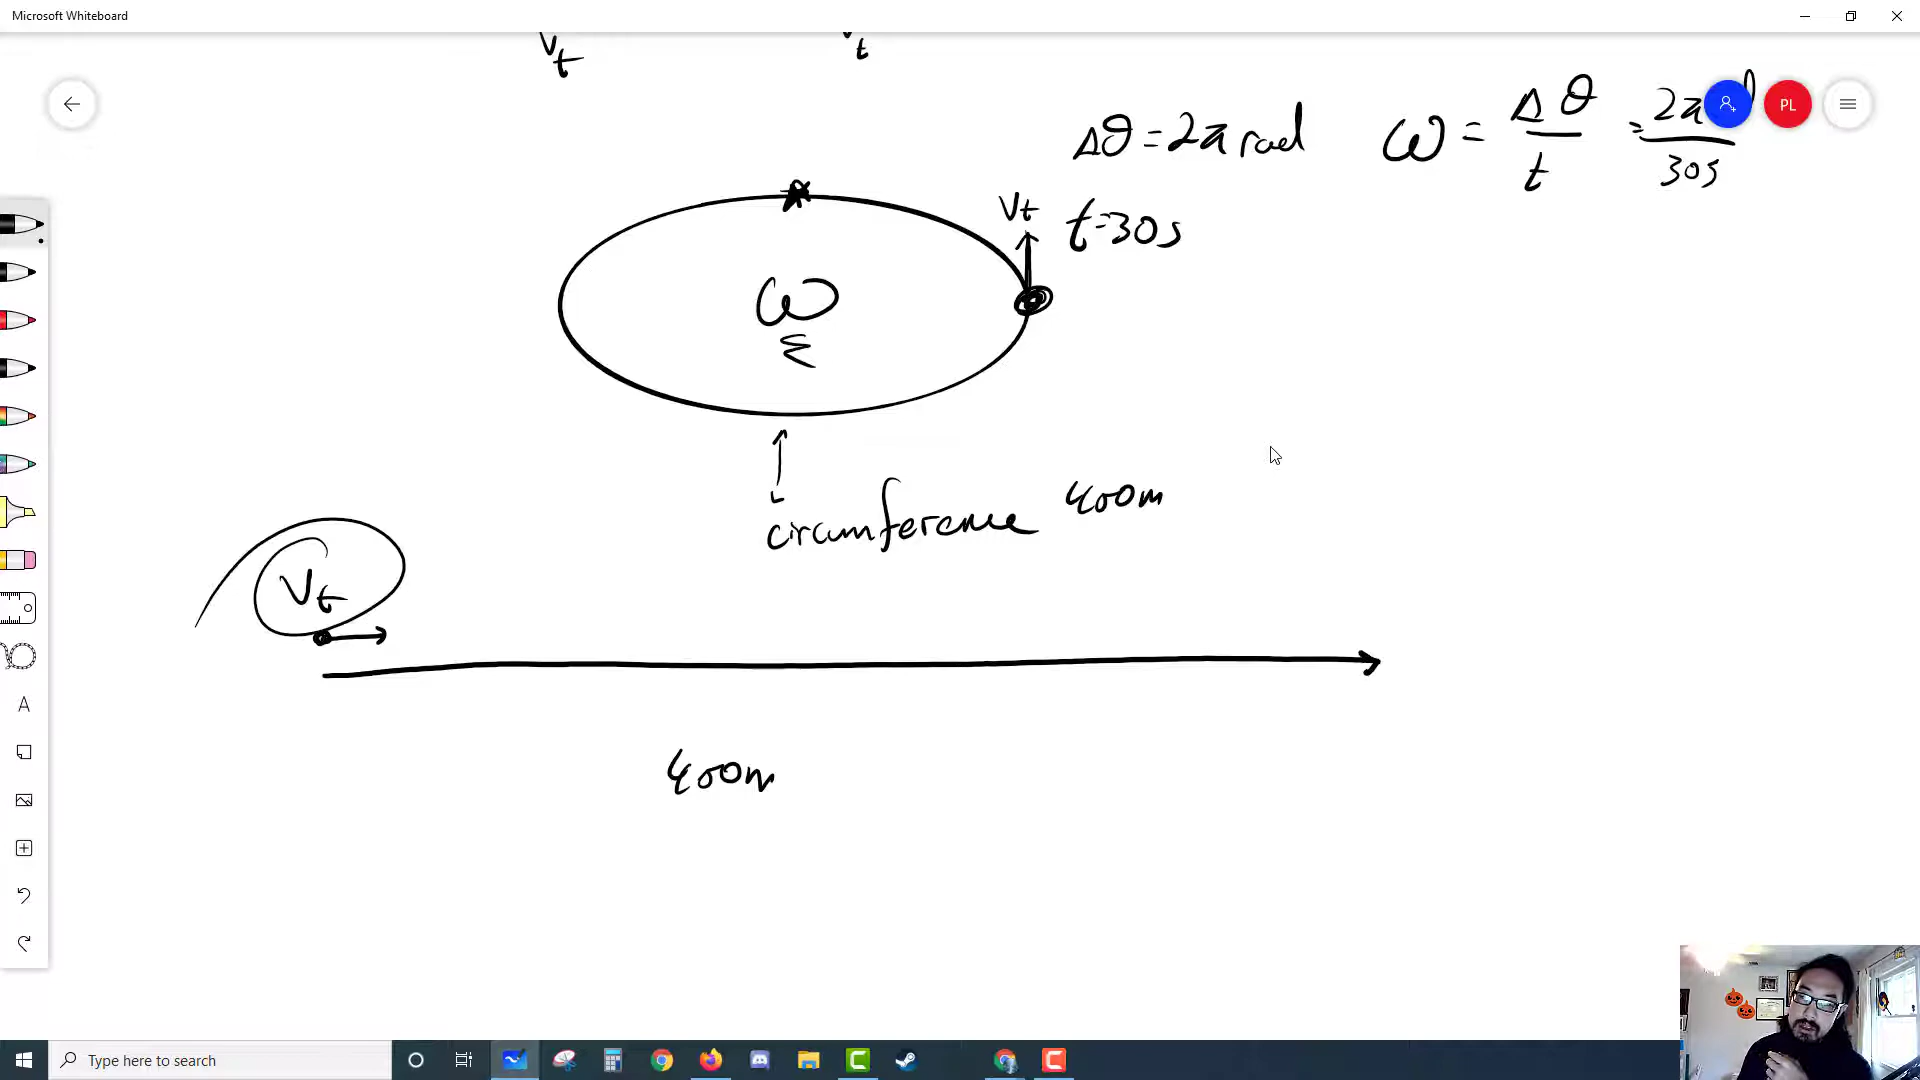 Microsoft Whiteboard
Vt
Vt
Δθ = 2π rad
ω = Δθ / t =
30s
PL
Vt
t=30s
ω
circumference 400m
Vt
400m
A
Type here to search